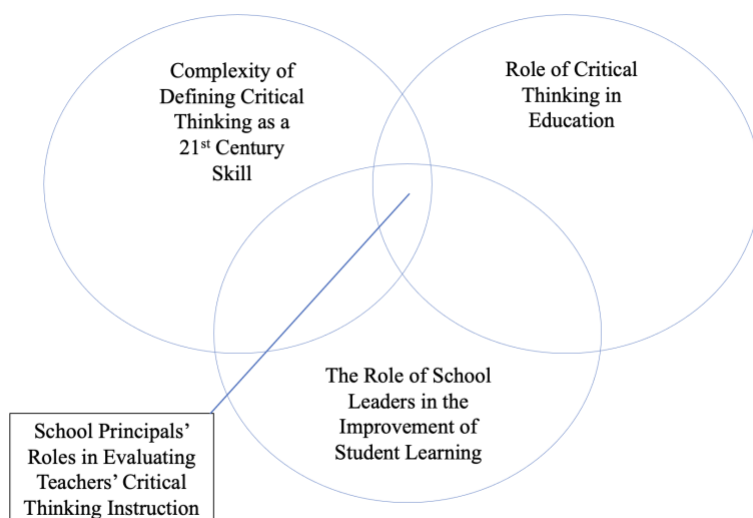 Complexity of
Defining Critical
Thinking as a
21st Century
Skill
Role of Critical
Thinking in
Education
The Role of School
Leaders in the
Improvement of
Student Learning
School Principals’
Roles in Evaluating
Teachers’ Critical
Thinking Instruction